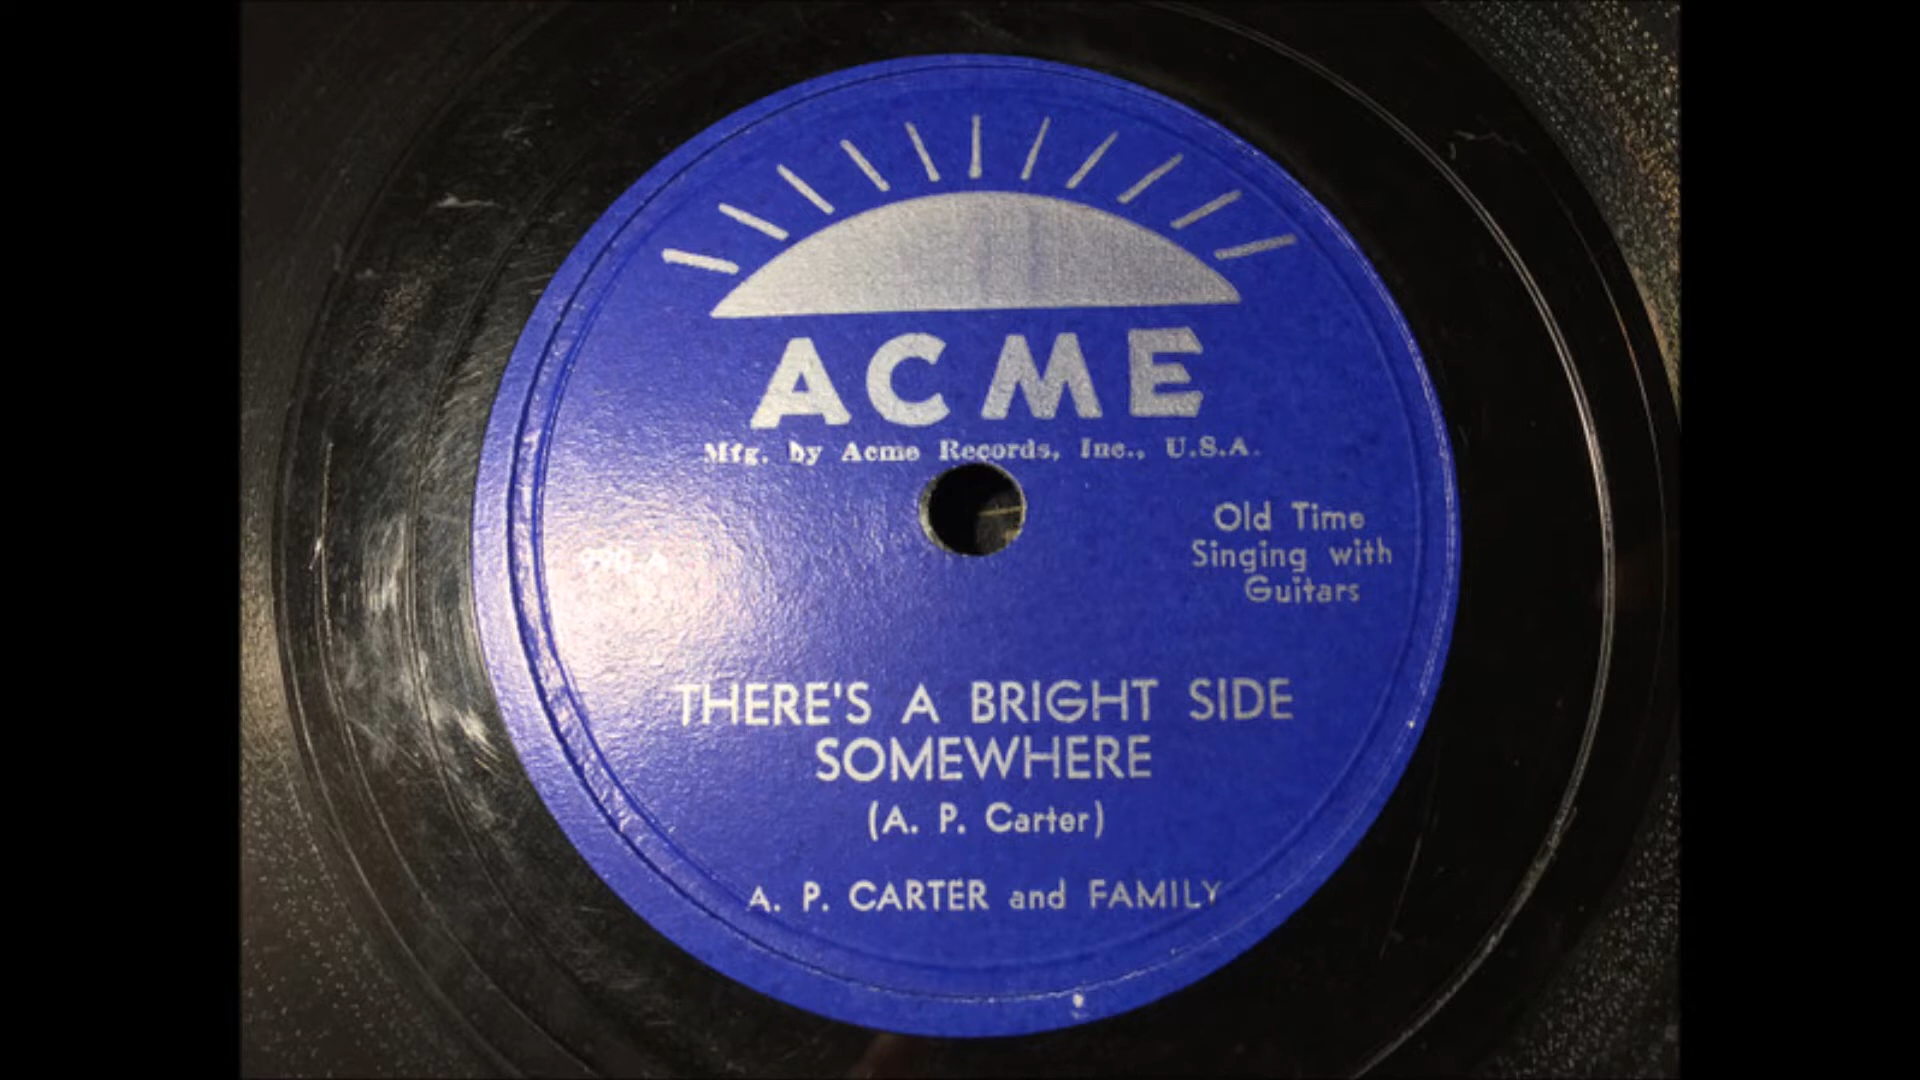 ACME
Mfg. by Acme Records, Inc., U.S.A.
Old Time
Singing with
Guitars
990-A
THERE'S A BRIGHT SIDE
SOMEWHERE
(A. P. Carter)
A. P. CARTER and FAMILY